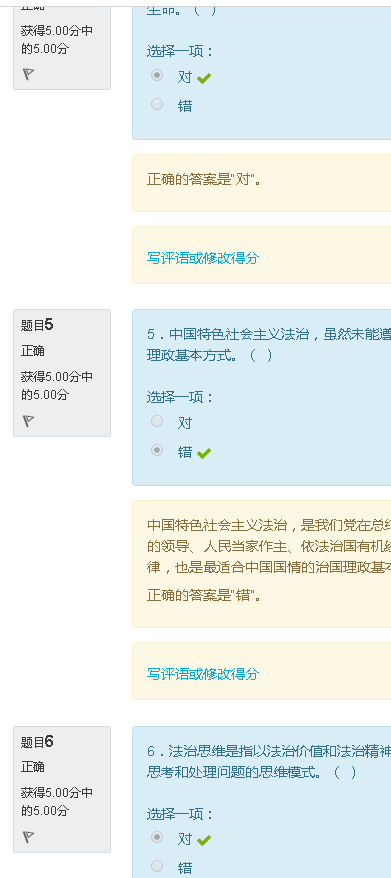 正确
获得5.00分中
的5.00分
生命。（ ）
选择一项：
对
错
正确的答案是“对”。
写评语或修改得分
题目5
正确
获得5.00分中
的5.00分
5．中国特色社会主义法治，虽然未能遵
理政基本方式。（ ）
选择一项：
对
错
中国特色社会主义法治，是我们党在总结
的领导、人民当家作主、依法治国有机统
律，也是最适合中国国情的治国理政基本
正确的答案是“错”。
写评语或修改得分
题目6
正确
获得5.00分中
的5.00分
6．法治思维是指以法治价值和法治精神
思考和处理问题的思维模式。（ ）
选择一项：
对
错